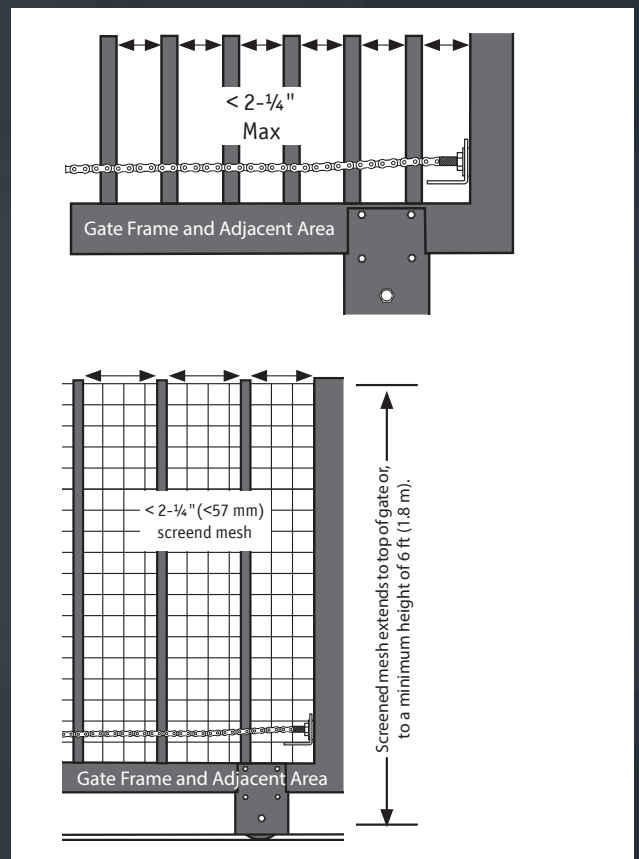 < 2-¼"
Max
Gate Frame and Adjacent Area
< 2-¼" (<57 mm)
screend mesh
Screened mesh extends to top of gate or,
to a minimum height of 6 ft (1.8 m).
Gate Frame and Adjacent Area